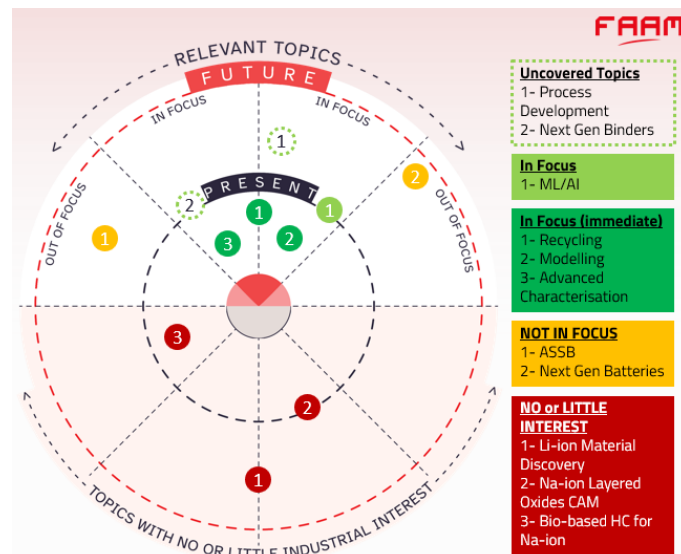 FAAM
RELEVANT TOPICS
FUTURE
IN FOCUS
IN FOCUS
OUT OF FOCUS
OUT OF FOCUS
PRESENT
1
2
2
1
1
1
3
2
3
2
1
TOPICS WITH NO OR LITTLE INDUSTRIAL INTEREST
Uncovered Topics
1- Process
Development
2- Next Gen Binders
In Focus
1- ML/AI
In Focus (immediate)
1- Recycling
2- Modelling
3- Advanced
Characterisation
NOT IN FOCUS
1- ASSB
2- Next Gen Batteries
NO or LITTLE
INTEREST
1- Li-ion Material
Discovery
2- Na-ion Layered
Oxides CAM
3- Bio-based HC for
Na-ion